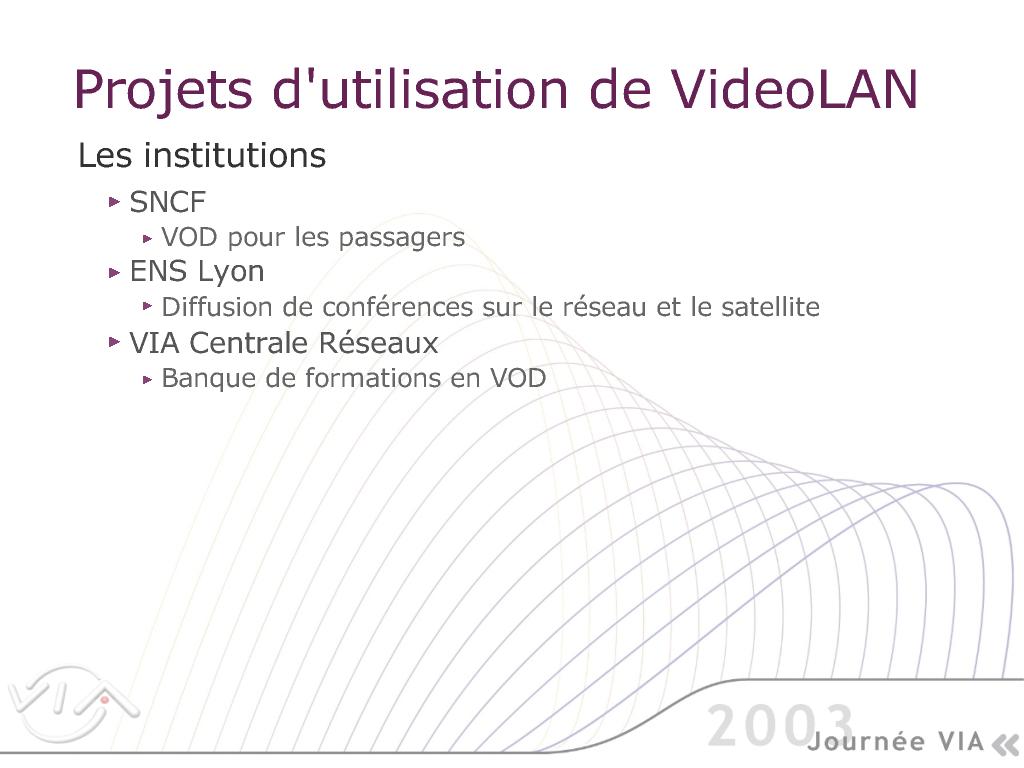 Projets d'utilisation de VideoLAN
Les institutions
SNCF
VOD pour les passagers
ENS Lyon
Diffusion de conférences sur le réseau et le satellite
VIA Centrale Réseaux
Banque de formations en VOD
VIA
2003
Journée VIA